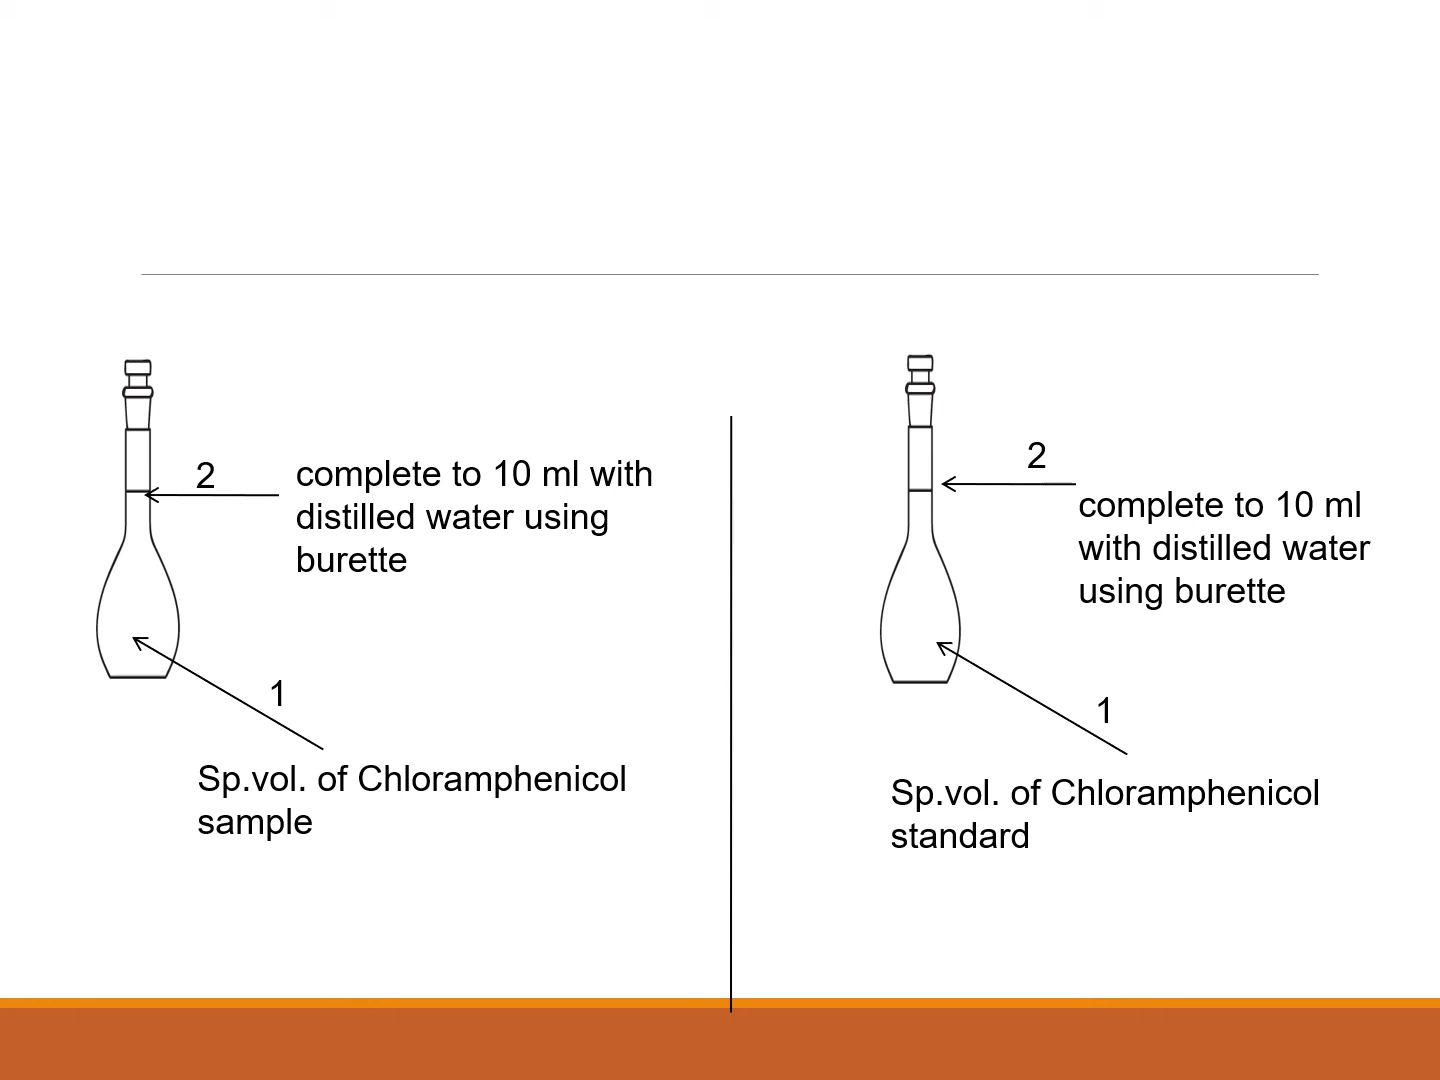 2
complete to 10 ml with
distilled water using
burette
1
Sp.vol. of Chloramphenicol
sample
2
complete to 10 ml
with distilled water
using burette
1
Sp.vol. of Chloramphenicol
standard